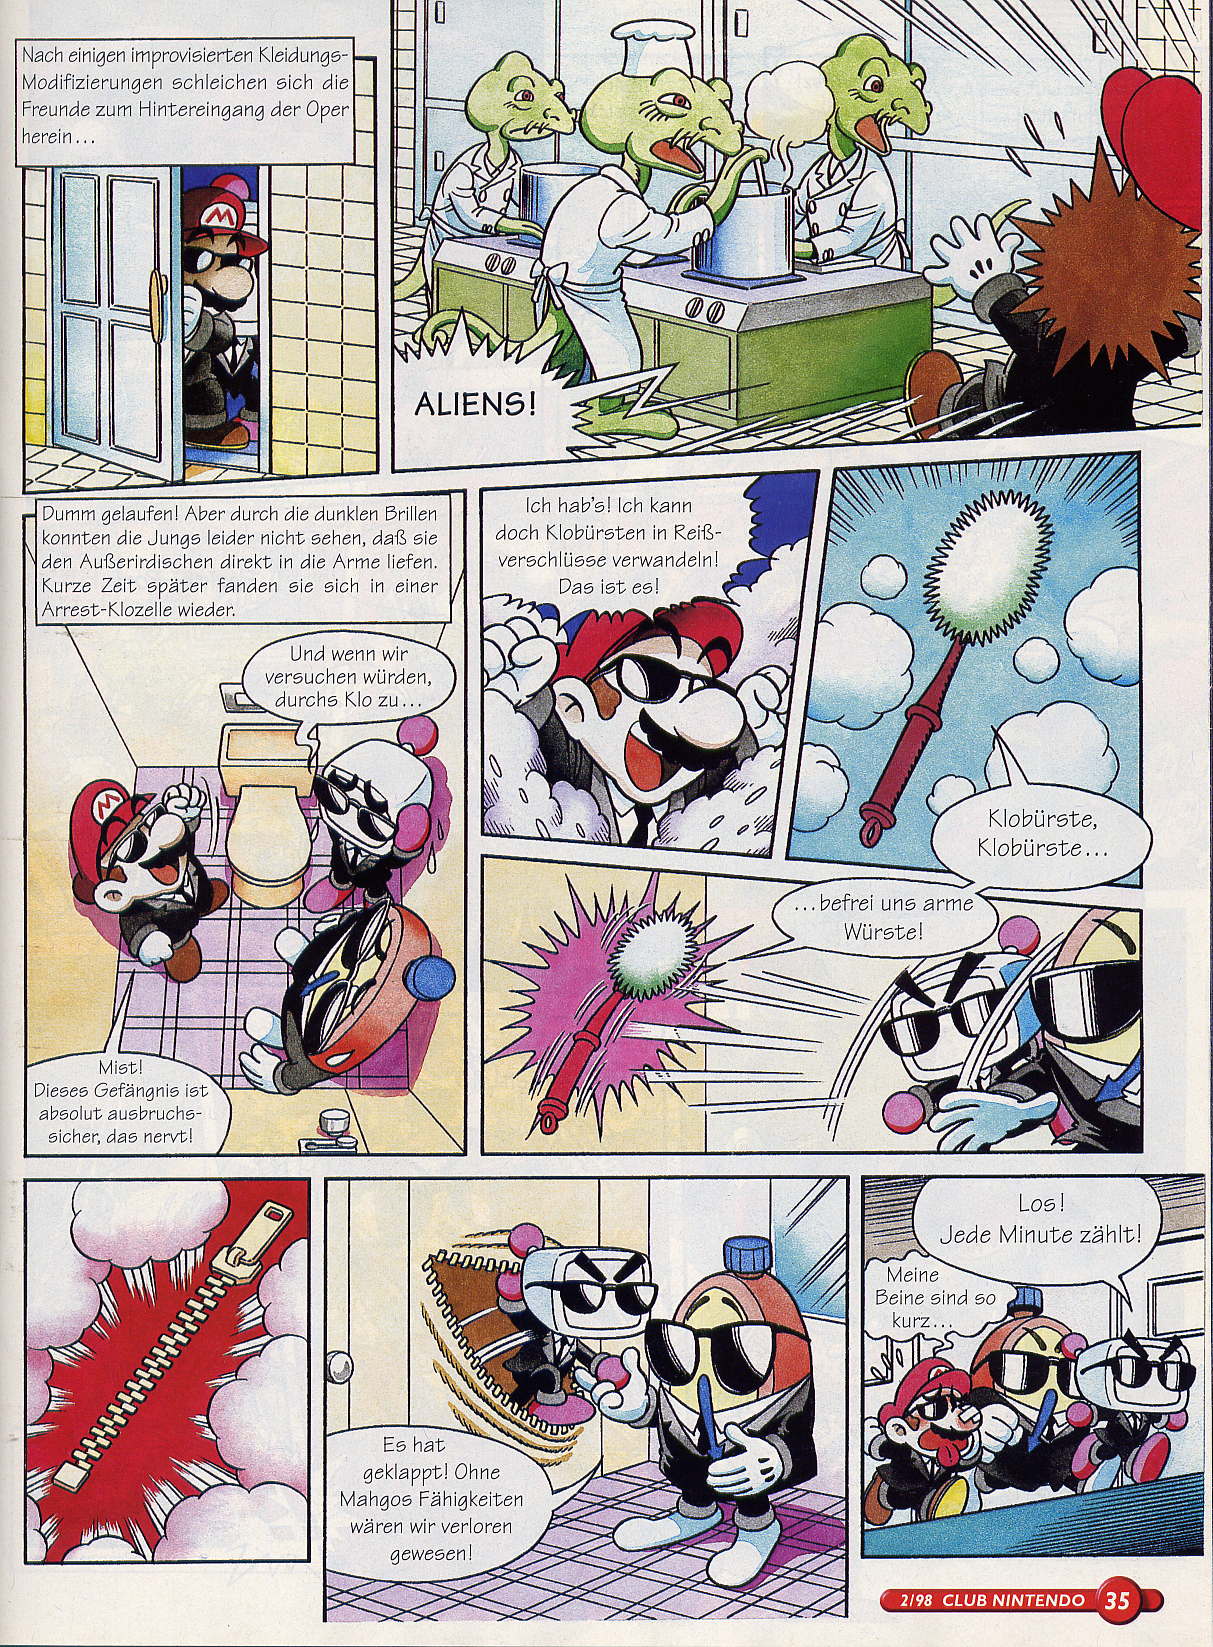 Nach einigen improvisierten Kleidungs-
Modifizierungen schleichen sich die
Freunde zum Hintereingang der Oper
herein...
M
ALIENS!
Dumm gelaufen! Aber durch die dunklen Brillen
konnten die Jungs leider nicht sehen, daß sie
den Außerirdischen direkt in die Arme liefen.
Kurze Zeit später fanden sie sich in einer
Arrest-Klozelle wieder.
Und wenn wir
versuchen würden,
durchs Klo zu...
M
Mist!
Dieses Gefängnis ist
absolut ausbruchs-
sicher, das nervt!
Ich hab's! Ich kann
doch Klobürsten in Reiß-
verschlüsse verwandeln!
Das ist es!
Klobürste,
Klobürste...
...befrei uns arme
Würste!
Es hat
geklappt! Ohne
Mahgos Fähigkeiten
wären wir verloren
gewesen!
Los!
Jede Minute zählt!
Meine
Beine sind so
kurz...
2/98 CLUB NINTENDO 35